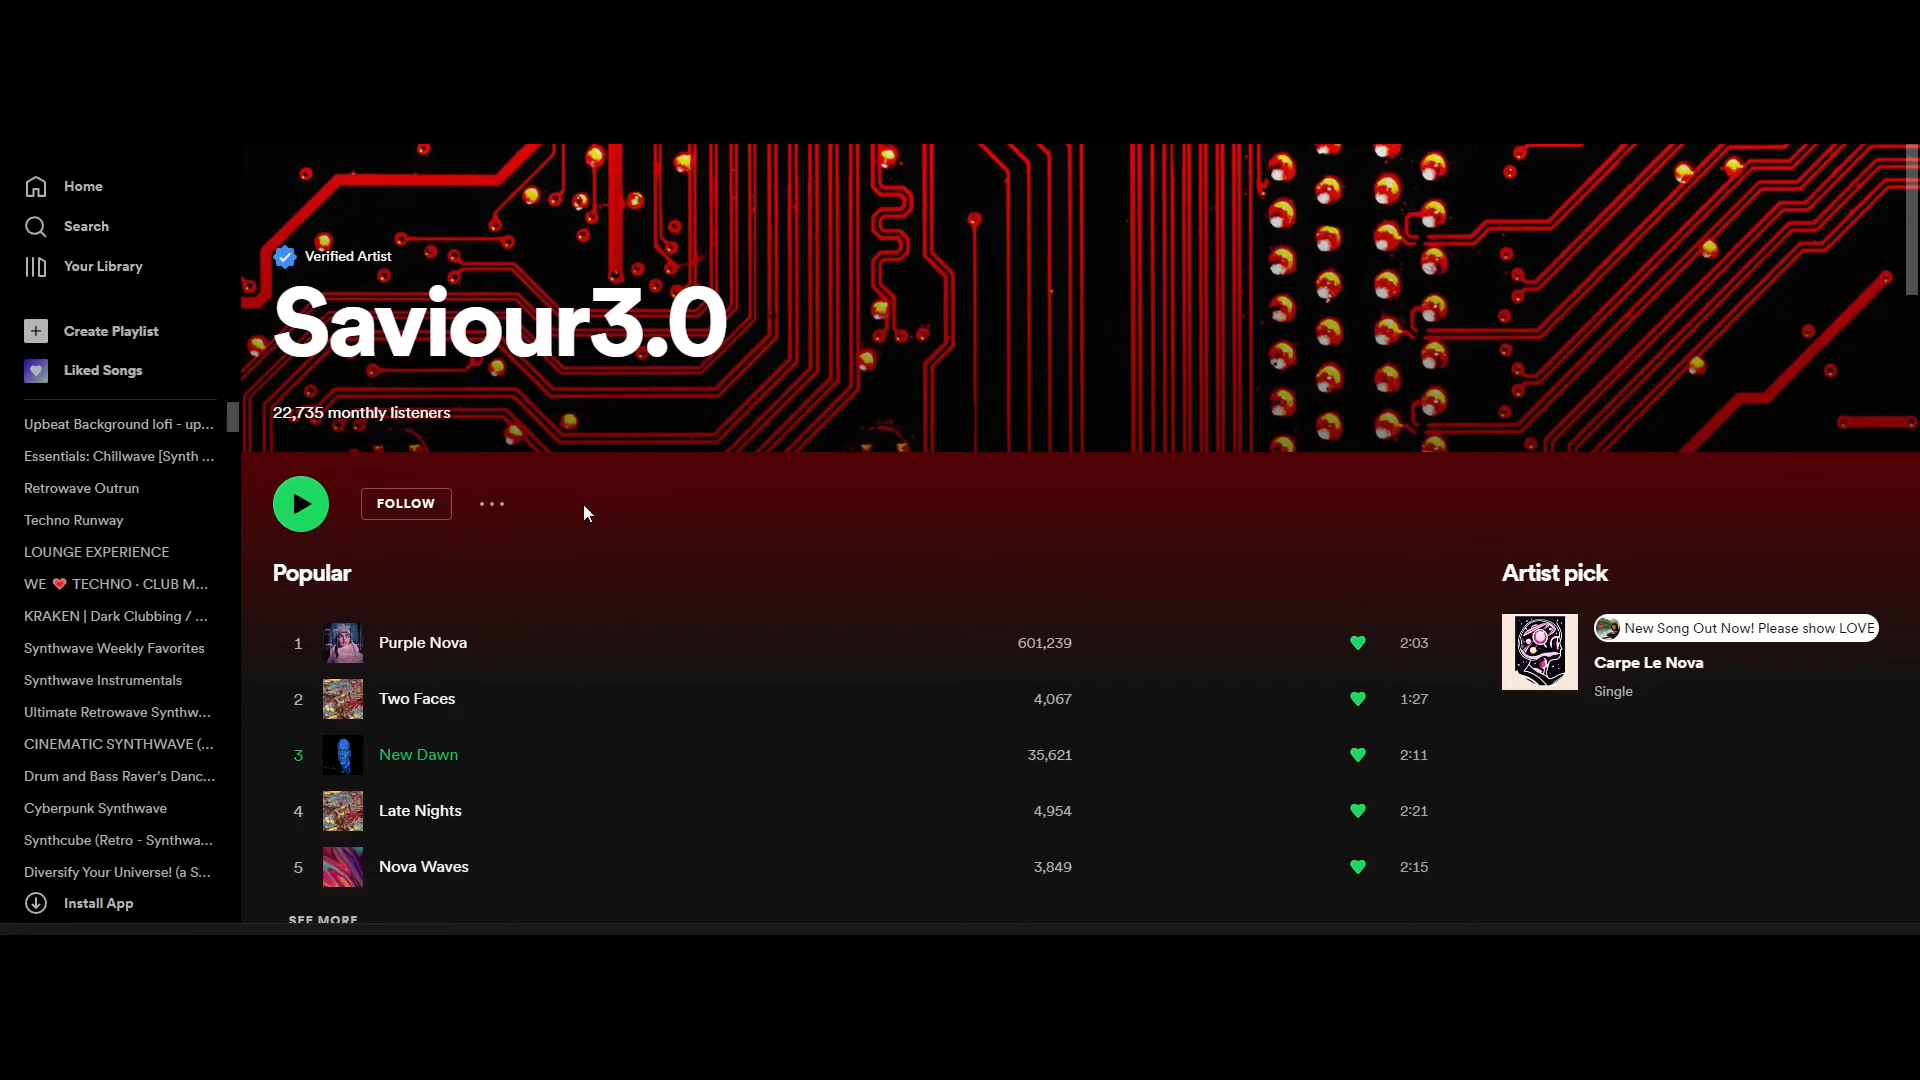 Home
Search
Your Library
Create Playlist
Liked Songs
Upbeat Background lofi - up...
Essentials: Chillwave [Synth ...
Retrowave Outrun
Techno Runway
LOUNGE EXPERIENCE
WE ❤ TECHNO · CLUB M...
KRAKEN | Dark Clubbing / ...
Synthwave Weekly Favorites
Synthwave Instrumentals
Ultimate Retrowave Synthw...
CINEMATIC SYNTHWAVE (...
Drum and Bass Raver's Danc...
Cyberpunk Synthwave
Synthcube (Retro - Synthwa...
Diversify Your Universe! (a S...
Install App
Verified Artist
Saviour3.0
22,735 monthly listeners
FOLLOW
Popular
1 Purple Nova 601,239 2:03
2 Two Faces 4,067 1:27
3 New Dawn 35,621 2:11
4 Late Nights 4,954 2:21
5 Nova Waves 3,849 2:15
SEE MORE
Artist pick
New Song Out Now! Please show LOVE
Carpe Le Nova
Single